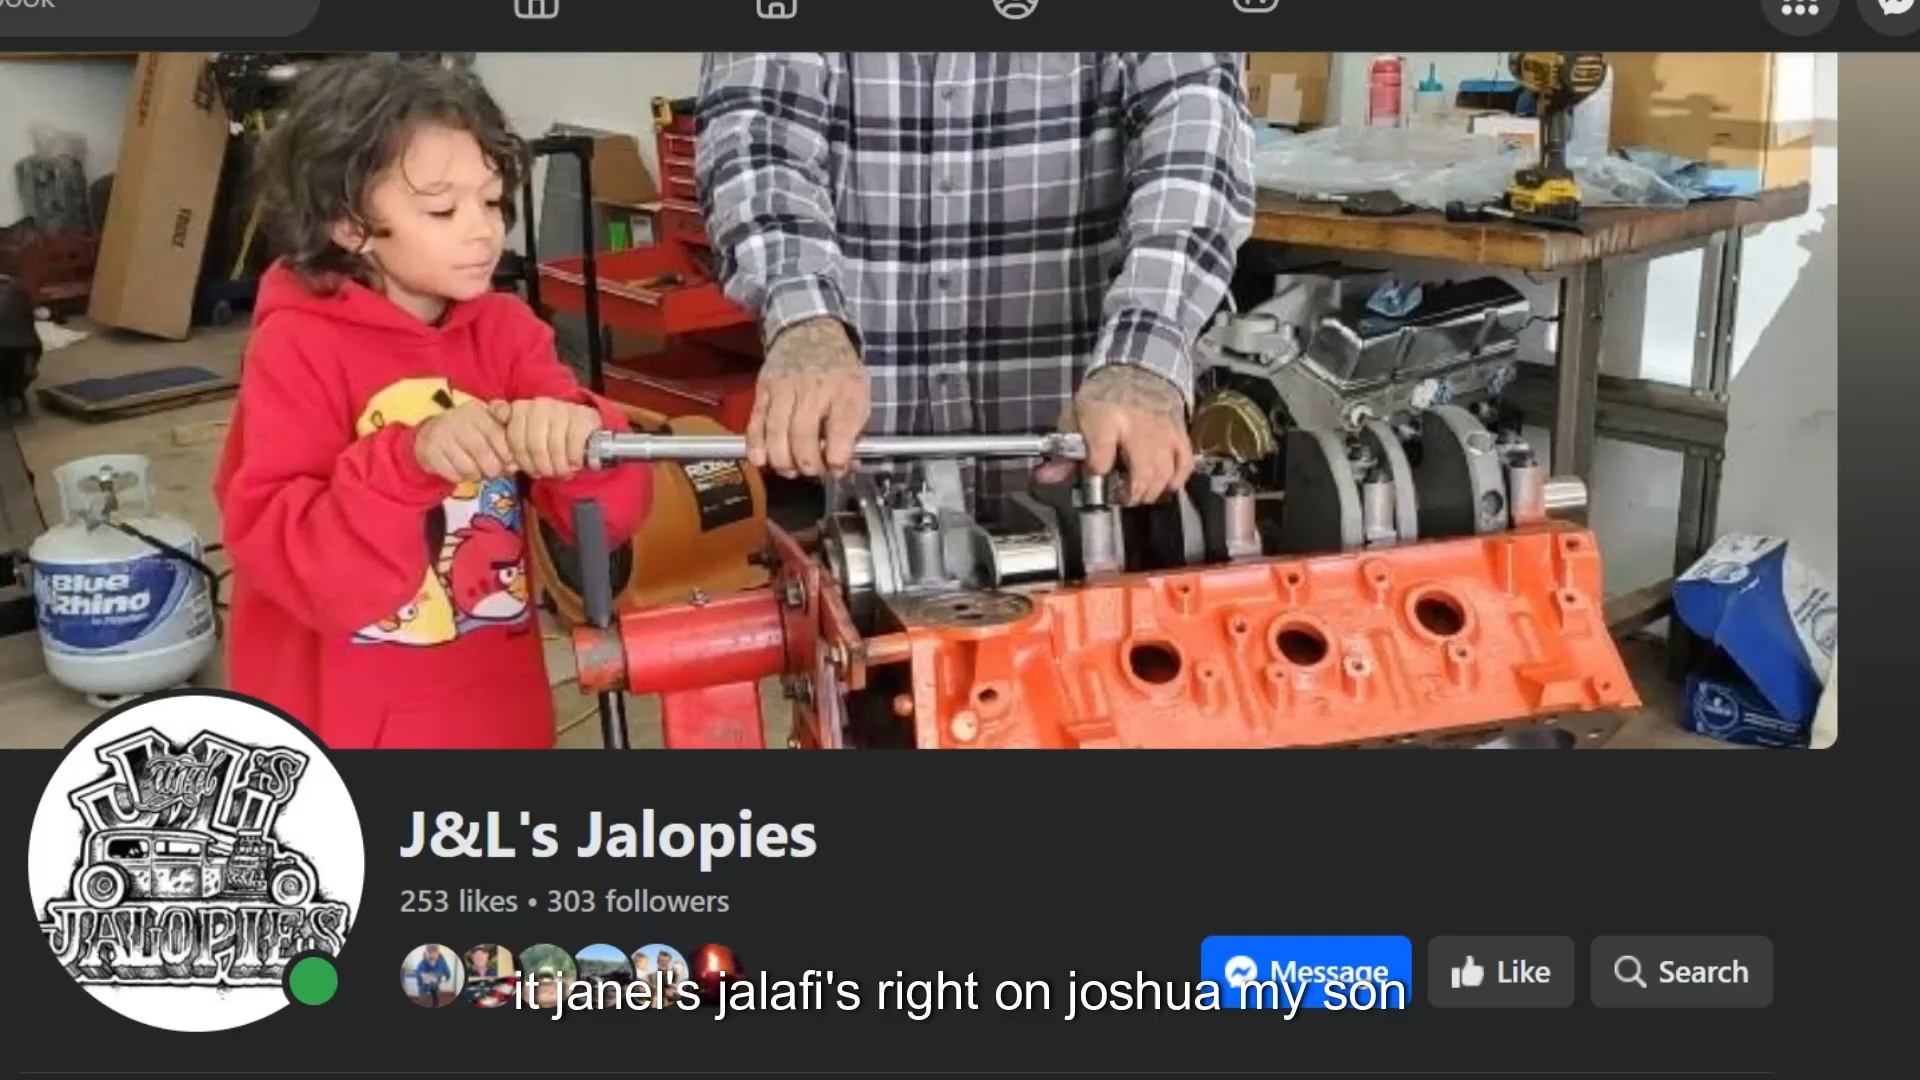 Blue
Rhino
and
J L's
JALOPIES
J&L's Jalopies
253 likes • 303 followers
Message
Like
Search
it janel's jalafi's right on joshua my son